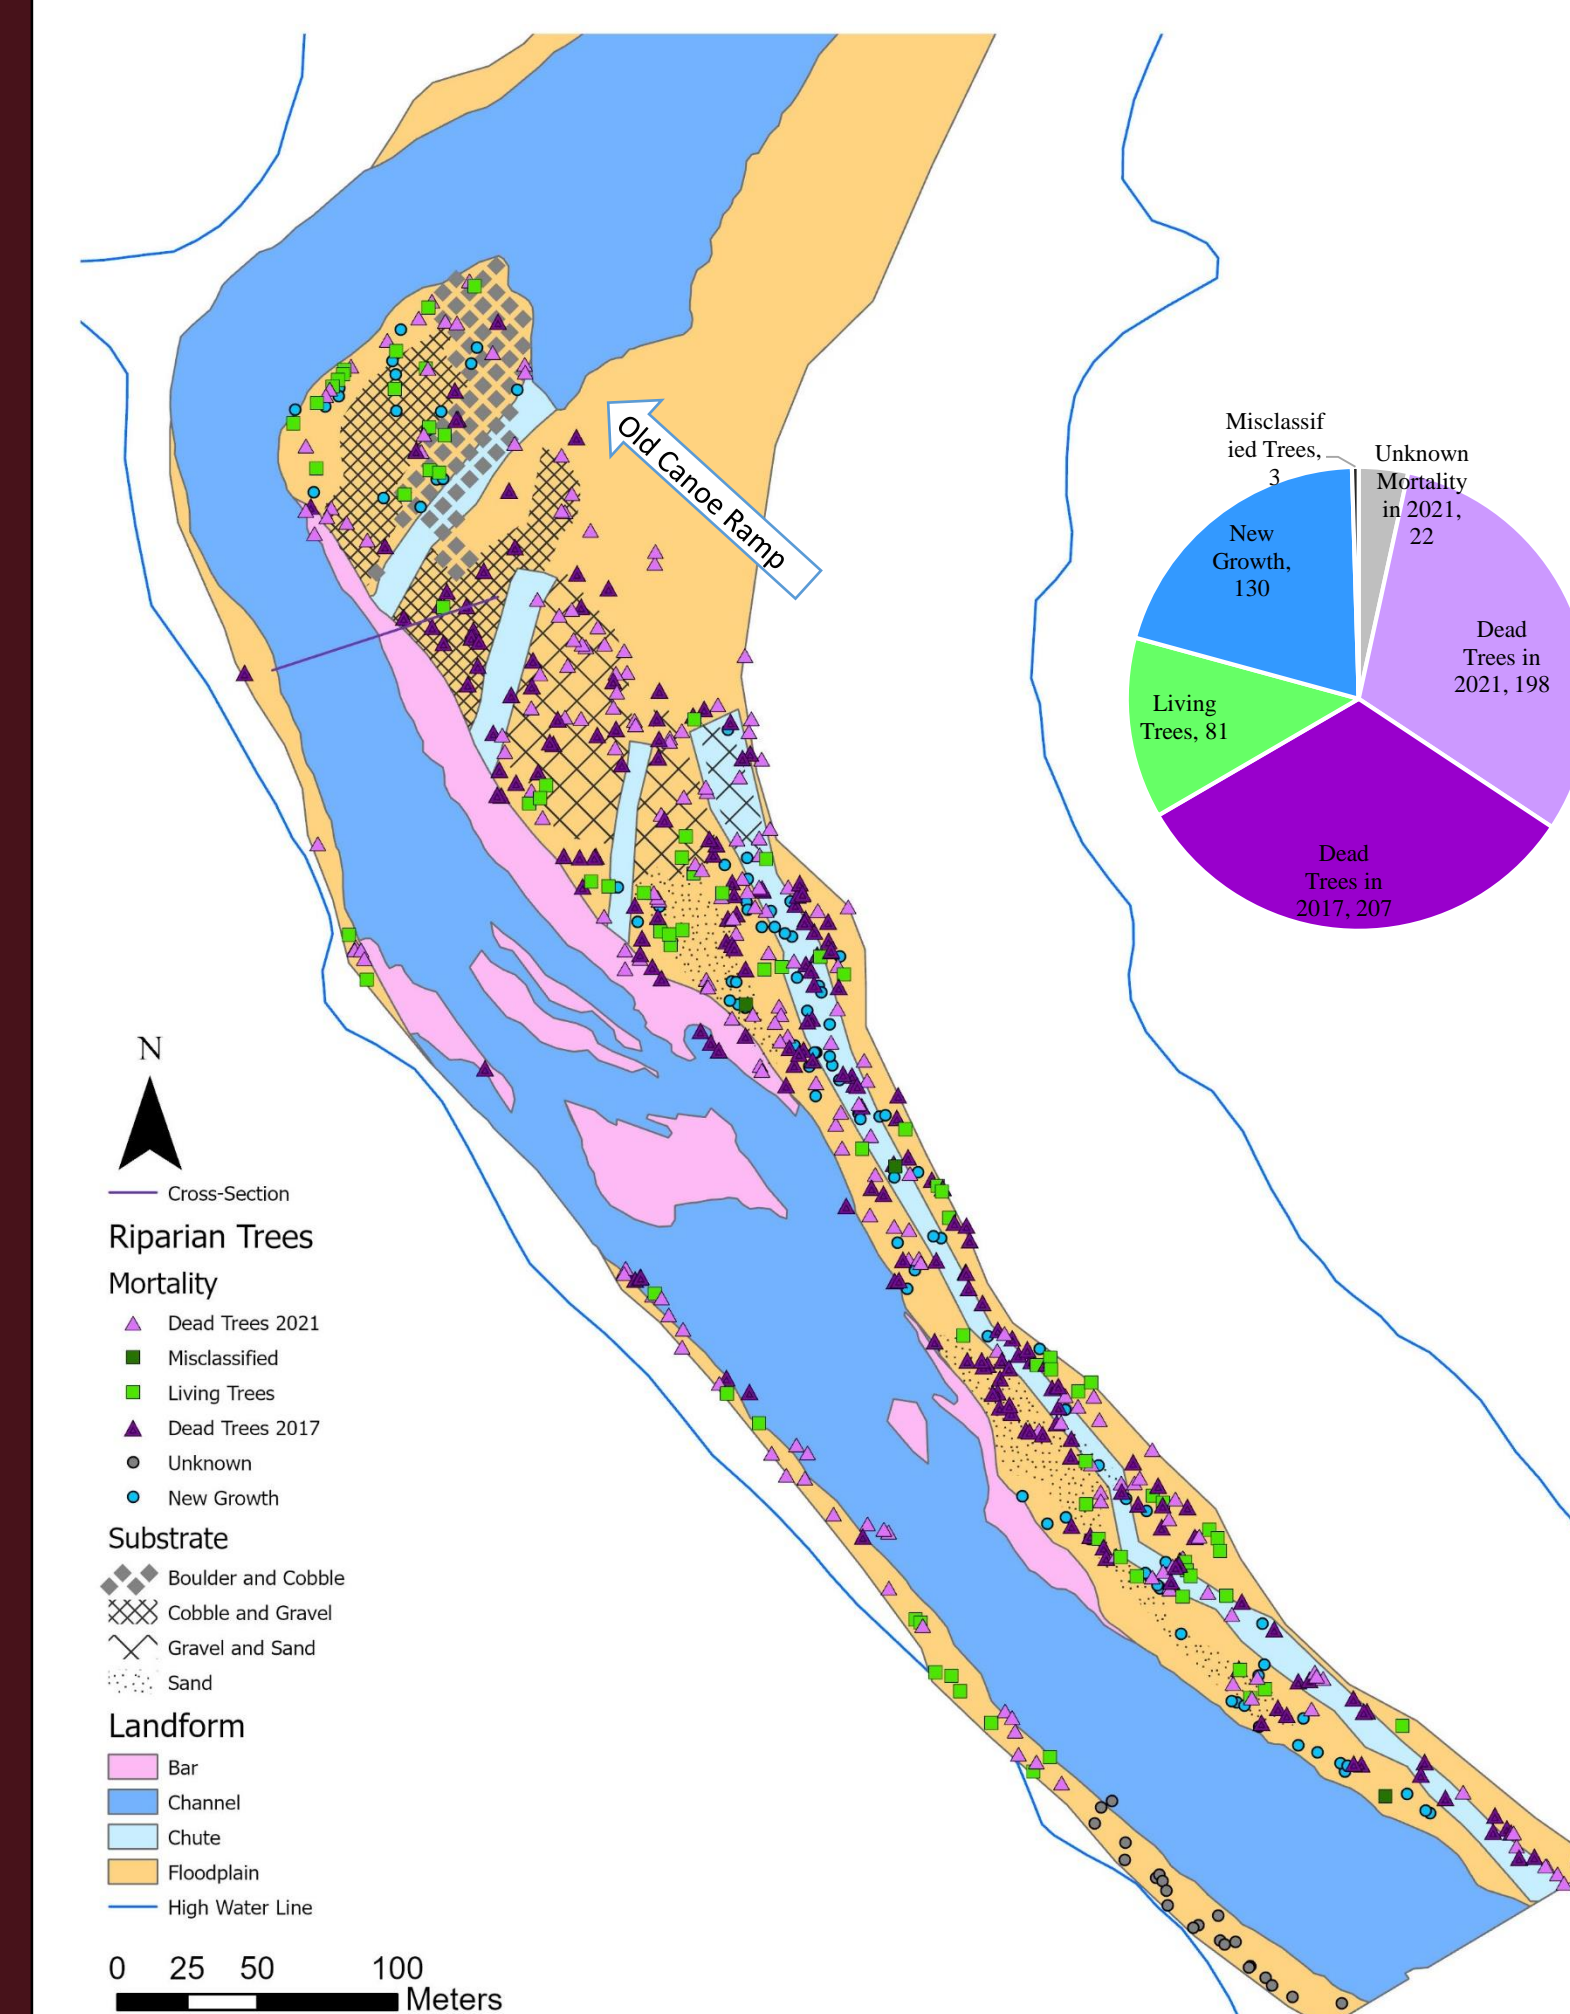 Old Canoe Ramp
Misclassif
ied Trees,
3
Unknown
Mortality
in 2021,
22
New
Growth,
130
Dead
Trees in
2021, 198
Living
Trees, 81
Dead
Trees in
2017, 207
N
Cross-Section
Riparian Trees
Mortality
Dead Trees 2021
Misclassified
Living Trees
Dead Trees 2017
Unknown
New Growth
Substrate
Boulder and Cobble
Cobble and Gravel
Gravel and Sand
Sand
Landform
Bar
Channel
Chute
Floodplain
High Water Line
0 25 50 100
Meters